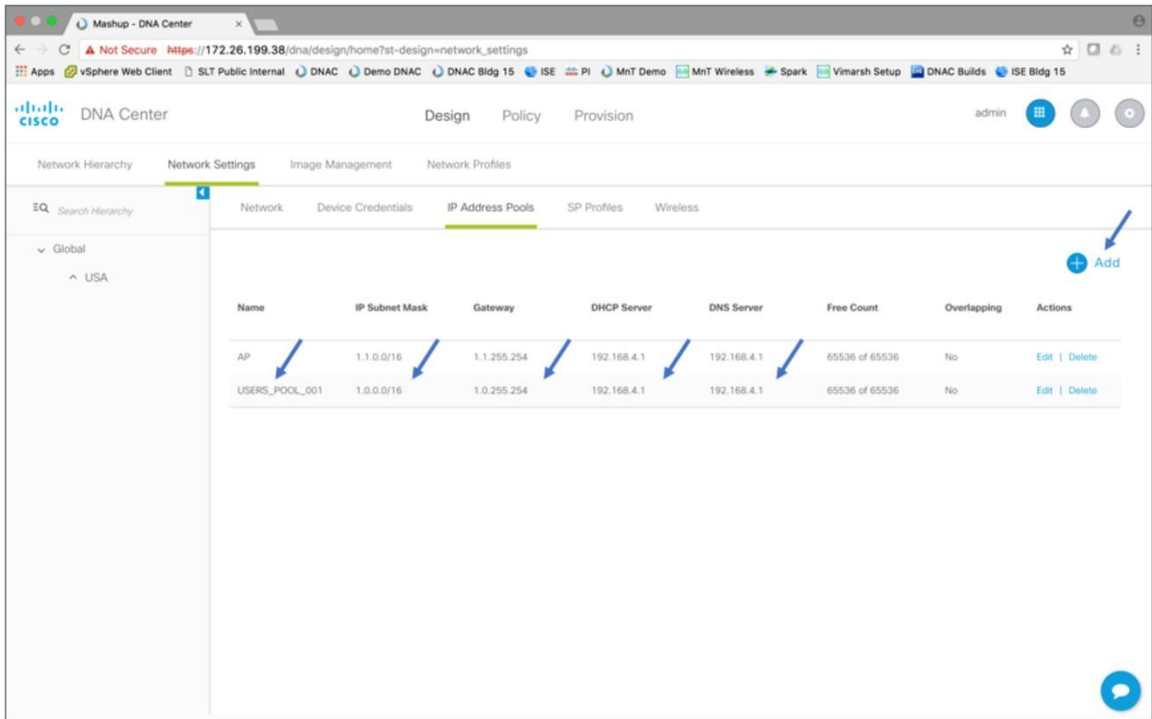 Mashup - DNA Center
Not Secure https://172.26.199.38/dna/design/home?st-design=network_settings
Apps vSphere Web Client SLT Public Internal DNAC Demo DNAC DNAC Bldg 15 ISE PI MnT Demo MnT Wireless Spark Vimarsh Setup DNAC Builds ISE Bldg 15
CISCO DNA Center Design Policy Provision admin
Network Hierarchy Network Settings Image Management Network Profiles
Search Hierarchy Network Device Credentials IP Address Pools SP Profiles Wireless
Global
USA
Add
Name IP Subnet Mask Gateway DHCP Server DNS Server Free Count Overlapping Actions
AP 1.1.0.0/16 1.1.255.254 192.168.4.1 192.168.4.1 65536 of 65536 No Edit | Delete
USERS_POOL_001 1.0.0.0/16 1.0.255.254 192.168.4.1 192.168.4.1 65536 of 65536 No Edit | Delete